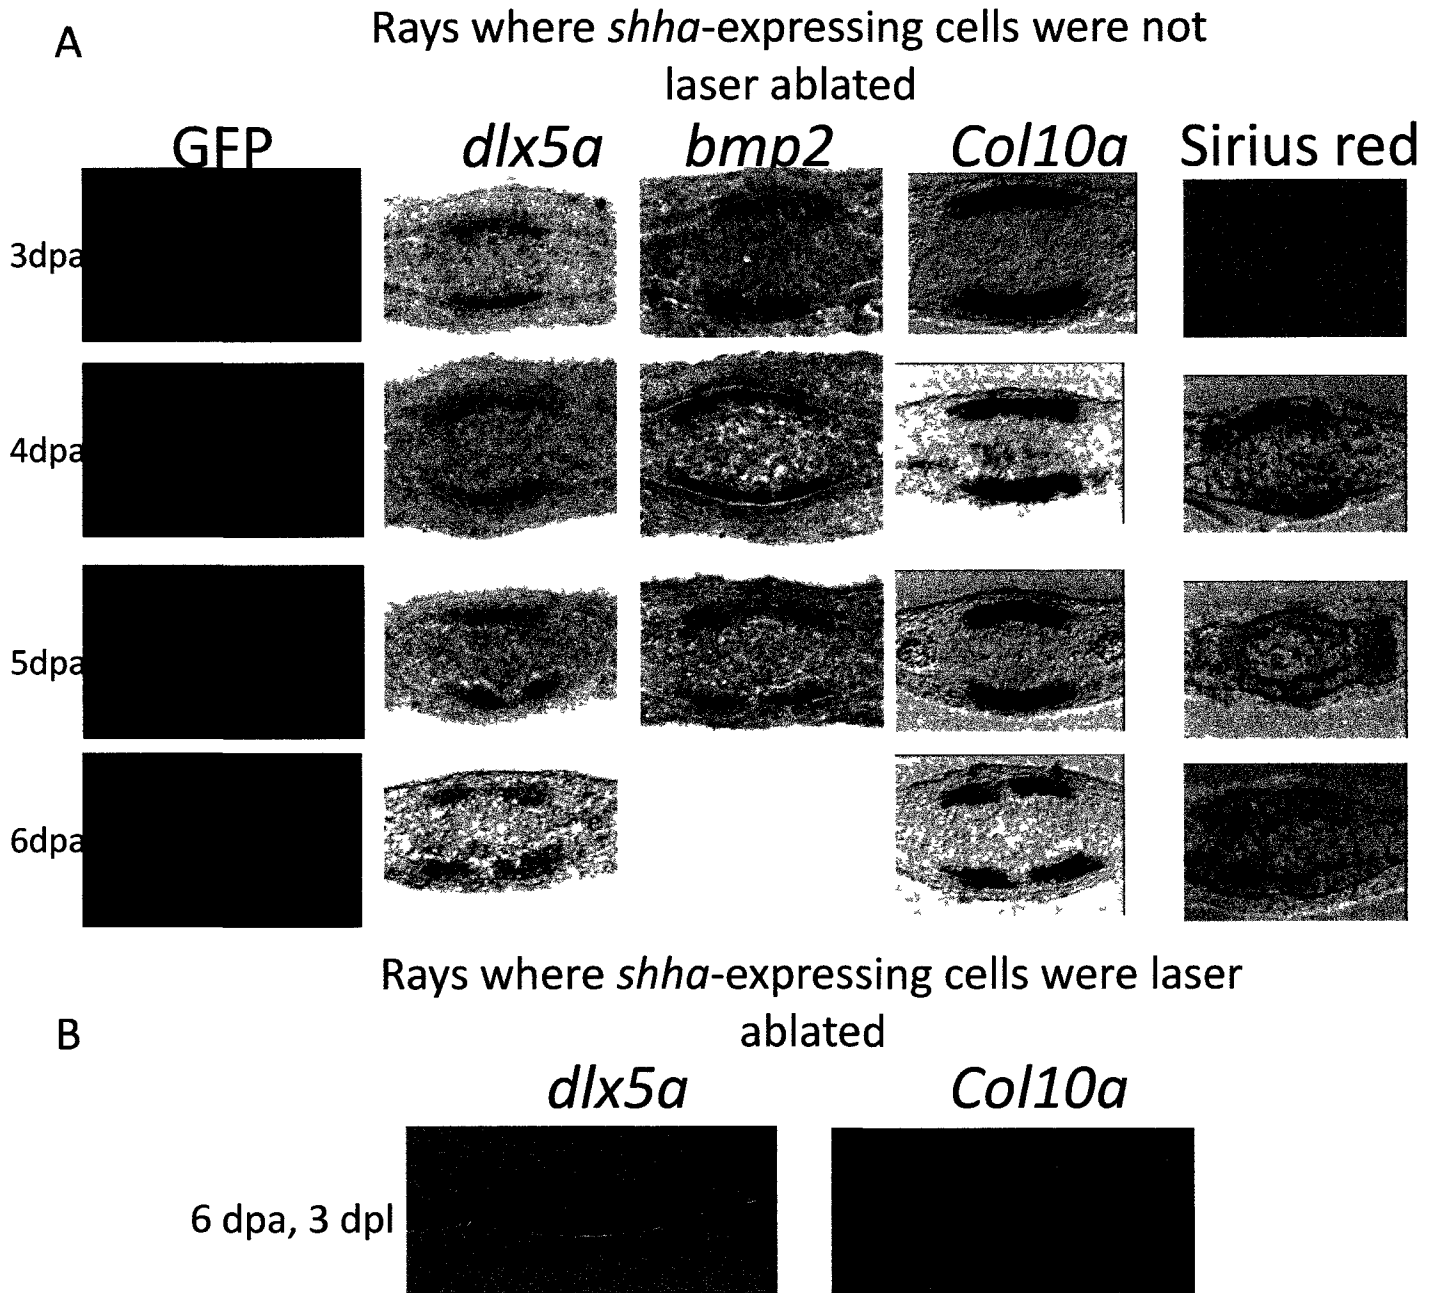 A
Rays where shha-expressing cells were not
laser ablated
GFP dlx5a bmp2 Col10a Sirius red
3dpa
4dpa
5dpa
6dpa
Rays where shha-expressing cells were laser
ablated
B
dlx5a Col10a
6 dpa, 3 dpl